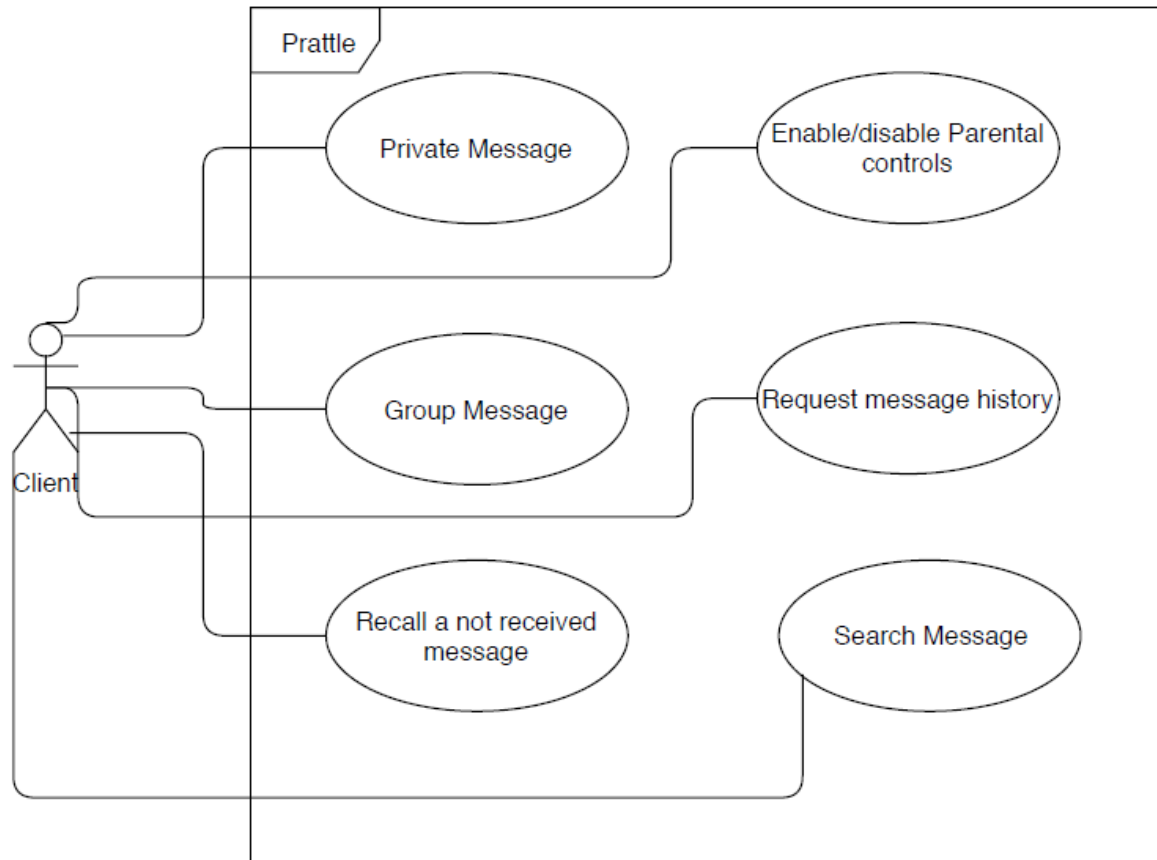 Prattle
Private Message
Enable/disable Parental
controls
Group Message
Request message history
Client
Recall a not received
message
Search Message